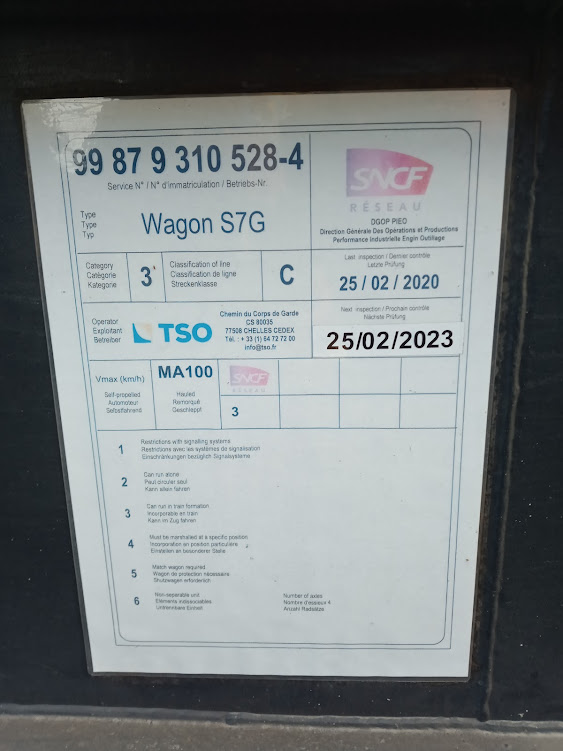 99 87 9 310 528-4
Service N° / N° d'immatriculation / Betriebs-Nr.
Type
Type
Typ
Wagon S7G
SNCF
RÉSEAU
DGOP PIEO
Direction Générale Des Opérations et Productions
Performance Industrielle Engin Outillage
Category
Catégorie
Kategorie
3
Classification of line
Classification de ligne
Streckenklasse
C
Last inspection / Dernier contrôle
Letzte Prüfung
25 / 02 / 2020
Operator
Exploitant
Betreiber
TSO
Chemin du Corps de Garde
CS 80035
77508 CHELLES CEDEX
Tél. : + 33 (1) 64 72 72 00
info@tso.fr
Next inspection / Prochain contrôle
Nächste Prüfung
25/02/2023
Vmax (km/h)
Self-propelled
Automoteur
Selbstfahrend
MA100
Hauled
Remorqué
Geschleppt
SNCF
RÉSEAU
3
1
Restrictions with signalling systems
Restrictions avec les systèmes de signalisation
Einschränkungen bezüglich Signalsysteme
2
Can run alone
Peut circuler seul
Kann allein fahren
3
Can run in train formation
Incorporable en train
Kann im Zug fahren
4
Must be marshalled at a specific position
Incorporation en position particulière
Einstellen an besonderer Stelle
5
Match wagon required
Wagon de protection nécessaire
Shutzwagen erforderlich
6
Non-separable unit
Elements indissociables
Untrennbare Einheit
Number of axles
Nombre d'essieux 4
Anzahl Radsätze